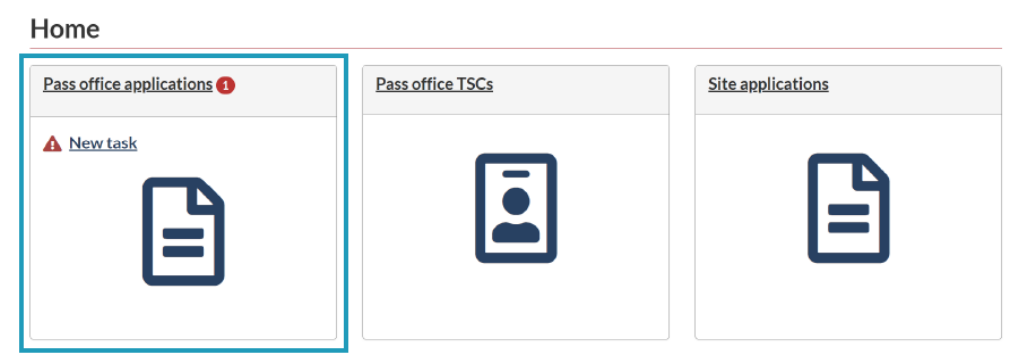 Home
Pass office applications 1
New task
Pass office TSCs
Site applications